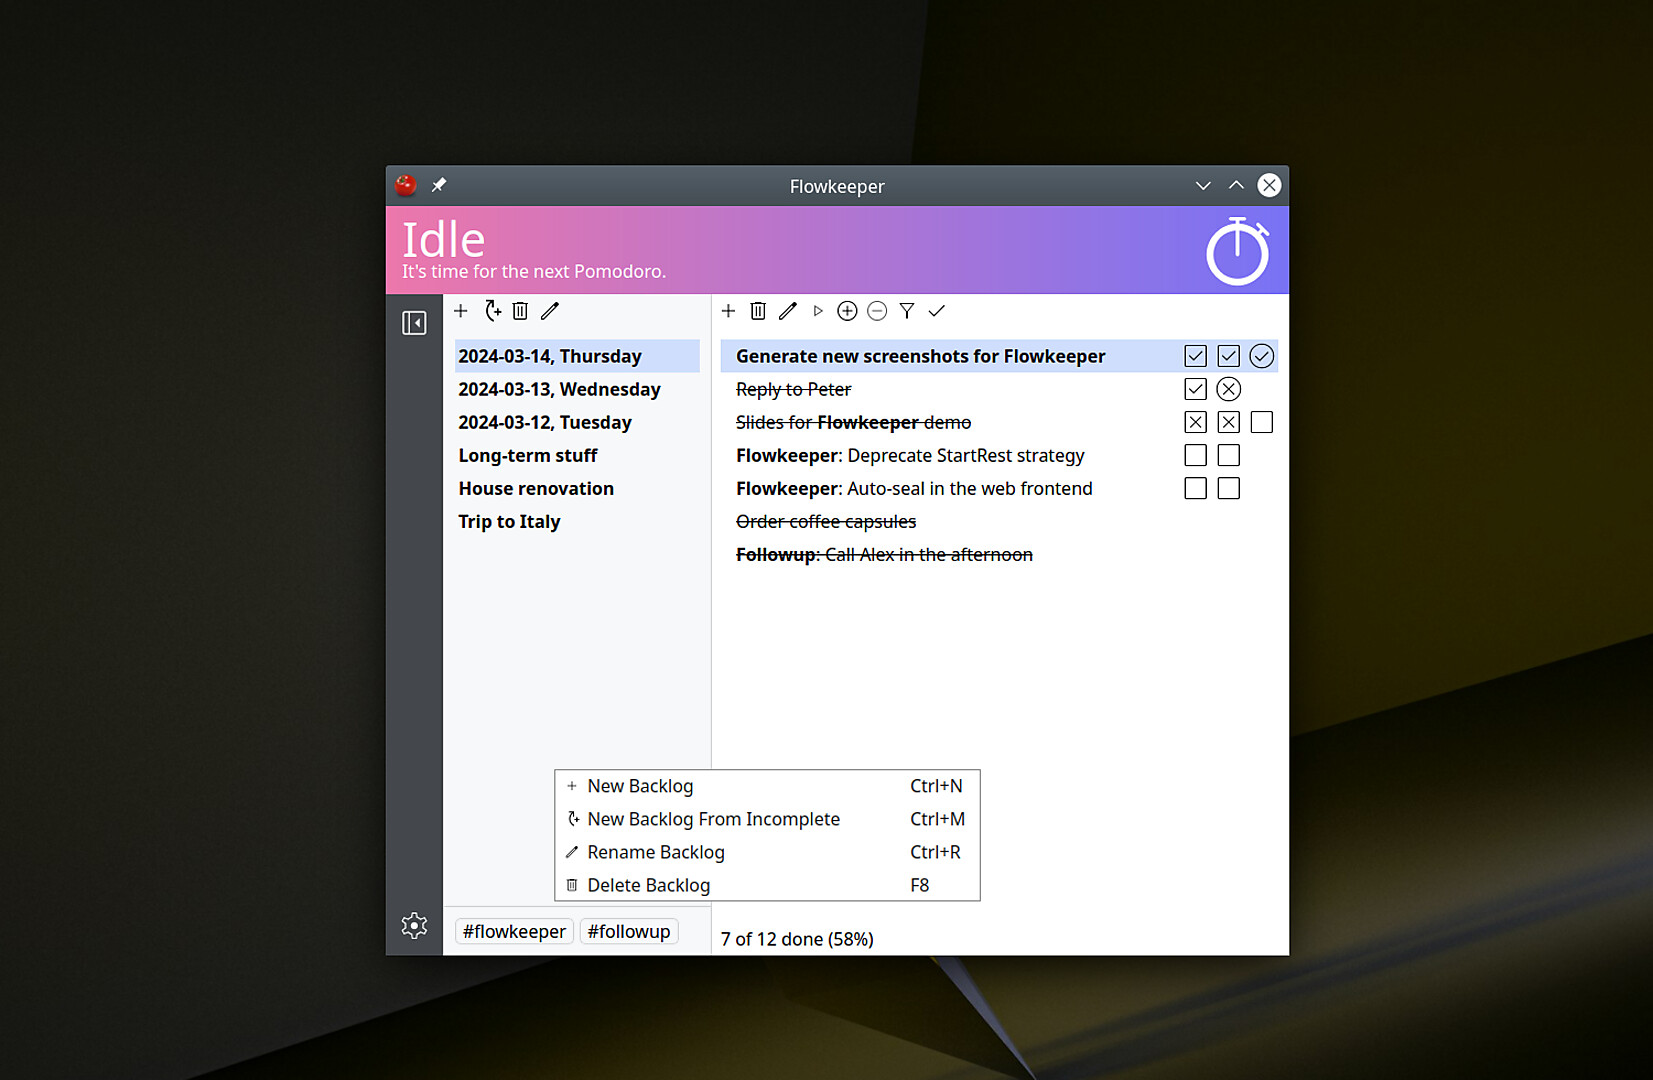 Flowkeeper
Idle
It's time for the next Pomodoro.
2024-03-14, Thursday
2024-03-13, Wednesday
2024-03-12, Tuesday
Long-term stuff
House renovation
Trip to Italy
Generate new screenshots for Flowkeeper
Reply to Peter
Slides for Flowkeeper demo
Flowkeeper: Deprecate StartRest strategy
Flowkeeper: Auto-seal in the web frontend
Order coffee capsules
Followup: Call Alex in the afternoon
New Backlog Ctrl+N
New Backlog From Incomplete Ctrl+M
Rename Backlog Ctrl+R
Delete Backlog F8
#flowkeeper #followup
7 of 12 done (58%)